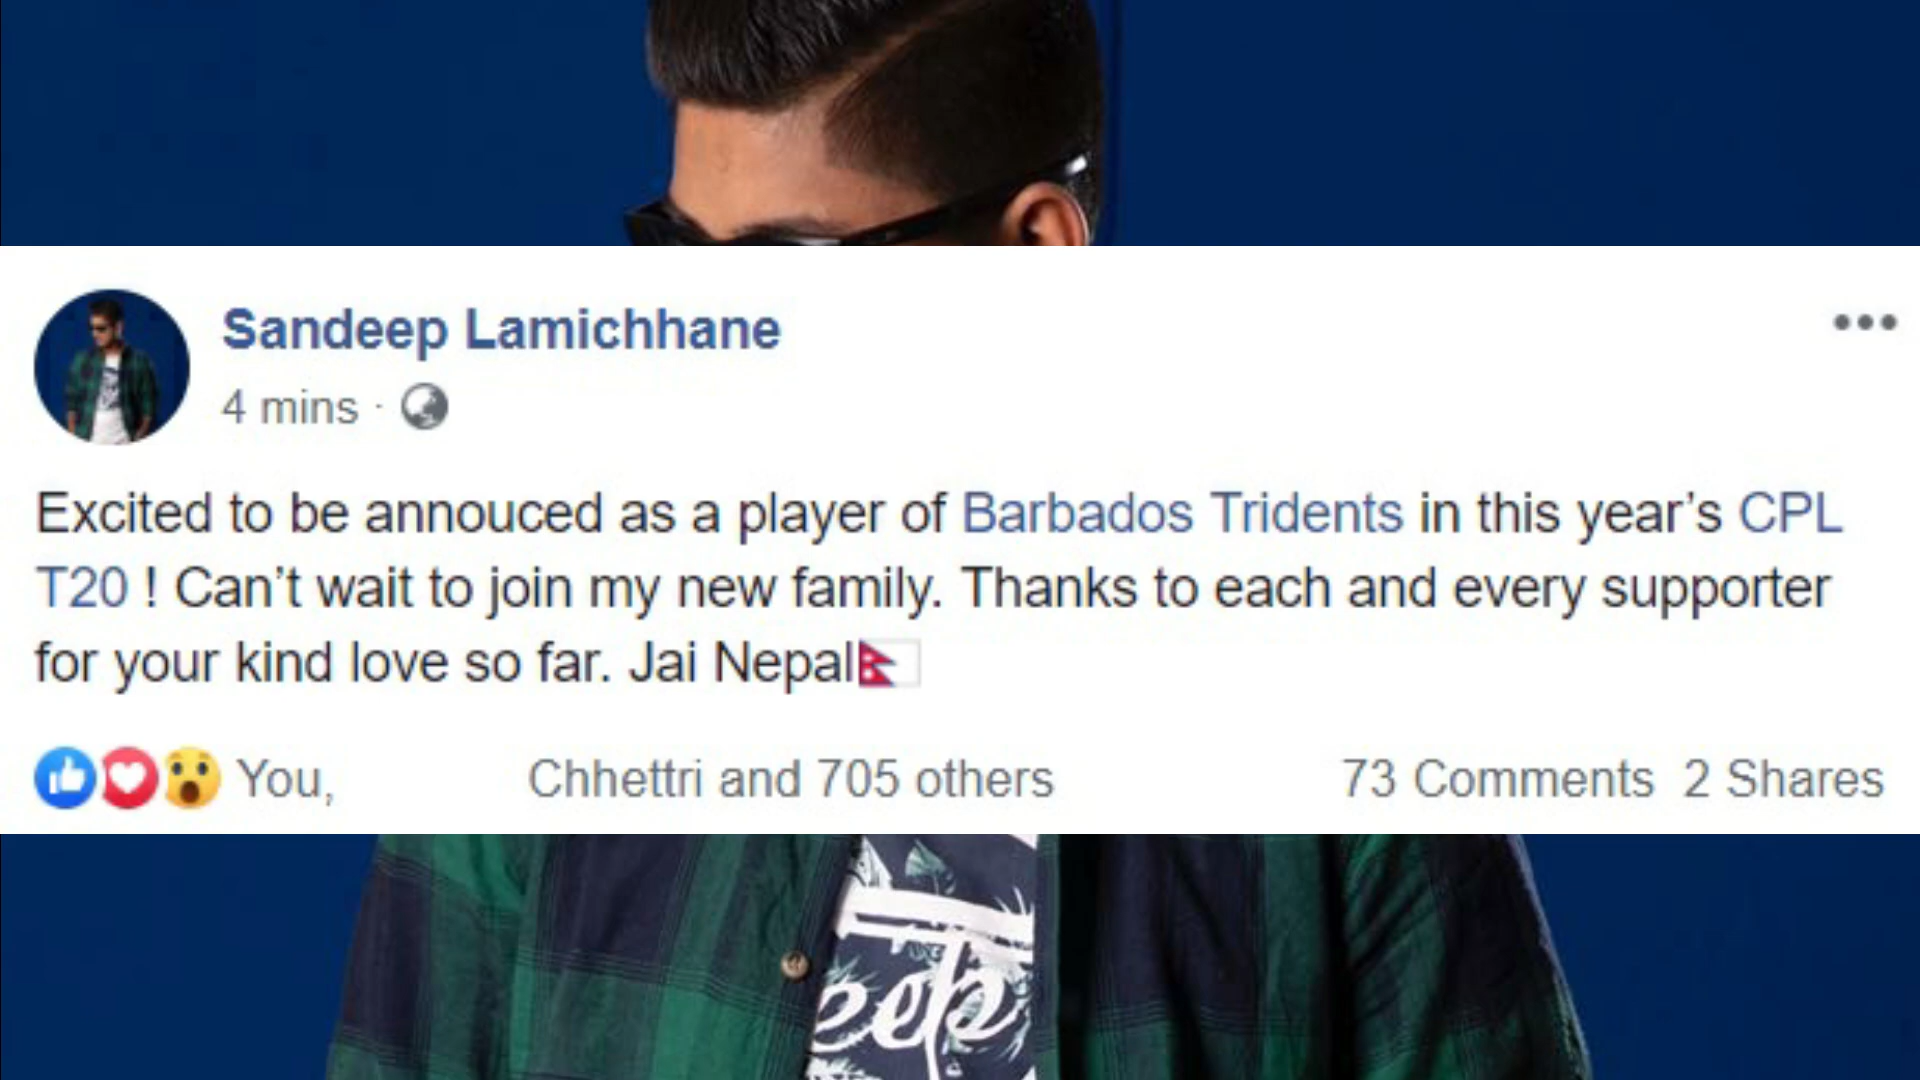 Sandeep Lamichhane
4 mins ·
Excited to be annouced as a player of Barbados Tridents in this year's CPL
T20 ! Can't wait to join my new family. Thanks to each and every supporter
for your kind love so far. Jai Nepal🇳🇵
You, Chhettri and 705 others 73 Comments 2 Shares